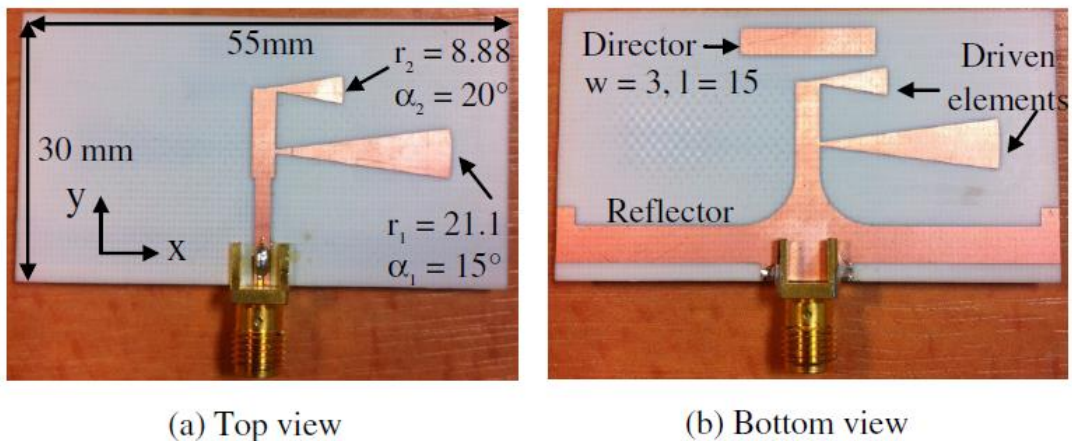 55mm
r₂ = 8.88
α₂ = 20°
30 mm
y
x
r₁ = 21.1
α₁ = 15°
(a) Top view
Director
w = 3, l = 15
Driven
elements
Reflector
(b) Bottom view